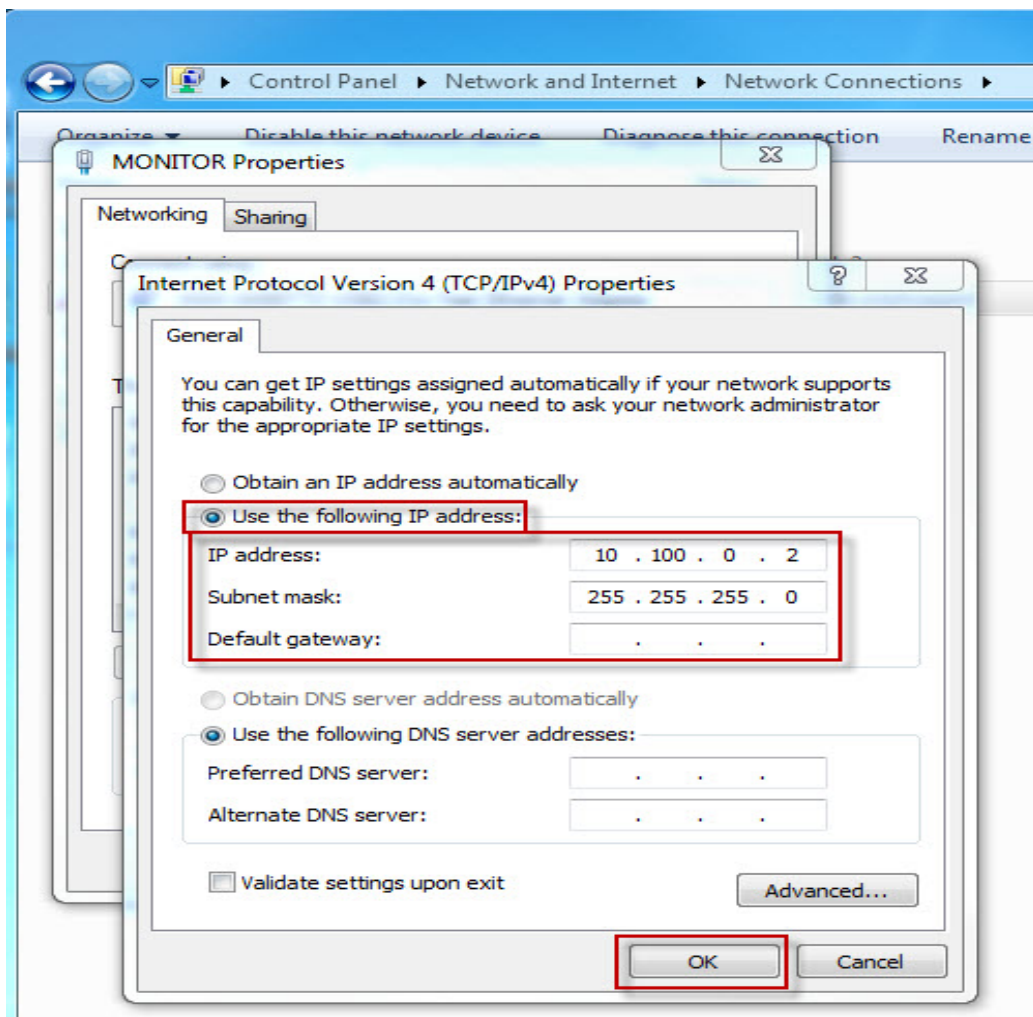 Control Panel Network and Internet Network Connections
Organize Disable this network device Diagnose this connection Rename
MONITOR Properties
Networking Sharing
Internet Protocol Version 4 (TCP/IPv4) Properties
General
You can get IP settings assigned automatically if your network supports
this capability. Otherwise, you need to ask your network administrator
for the appropriate IP settings.
Obtain an IP address automatically
Use the following IP address:
IP address: 10 . 100 . 0 . 2
Subnet mask: 255 . 255 . 255 . 0
Default gateway: . . .
Obtain DNS server address automatically
Use the following DNS server addresses:
Preferred DNS server: . . .
Alternate DNS server: . . .
Validate settings upon exit
Advanced...
OK Cancel